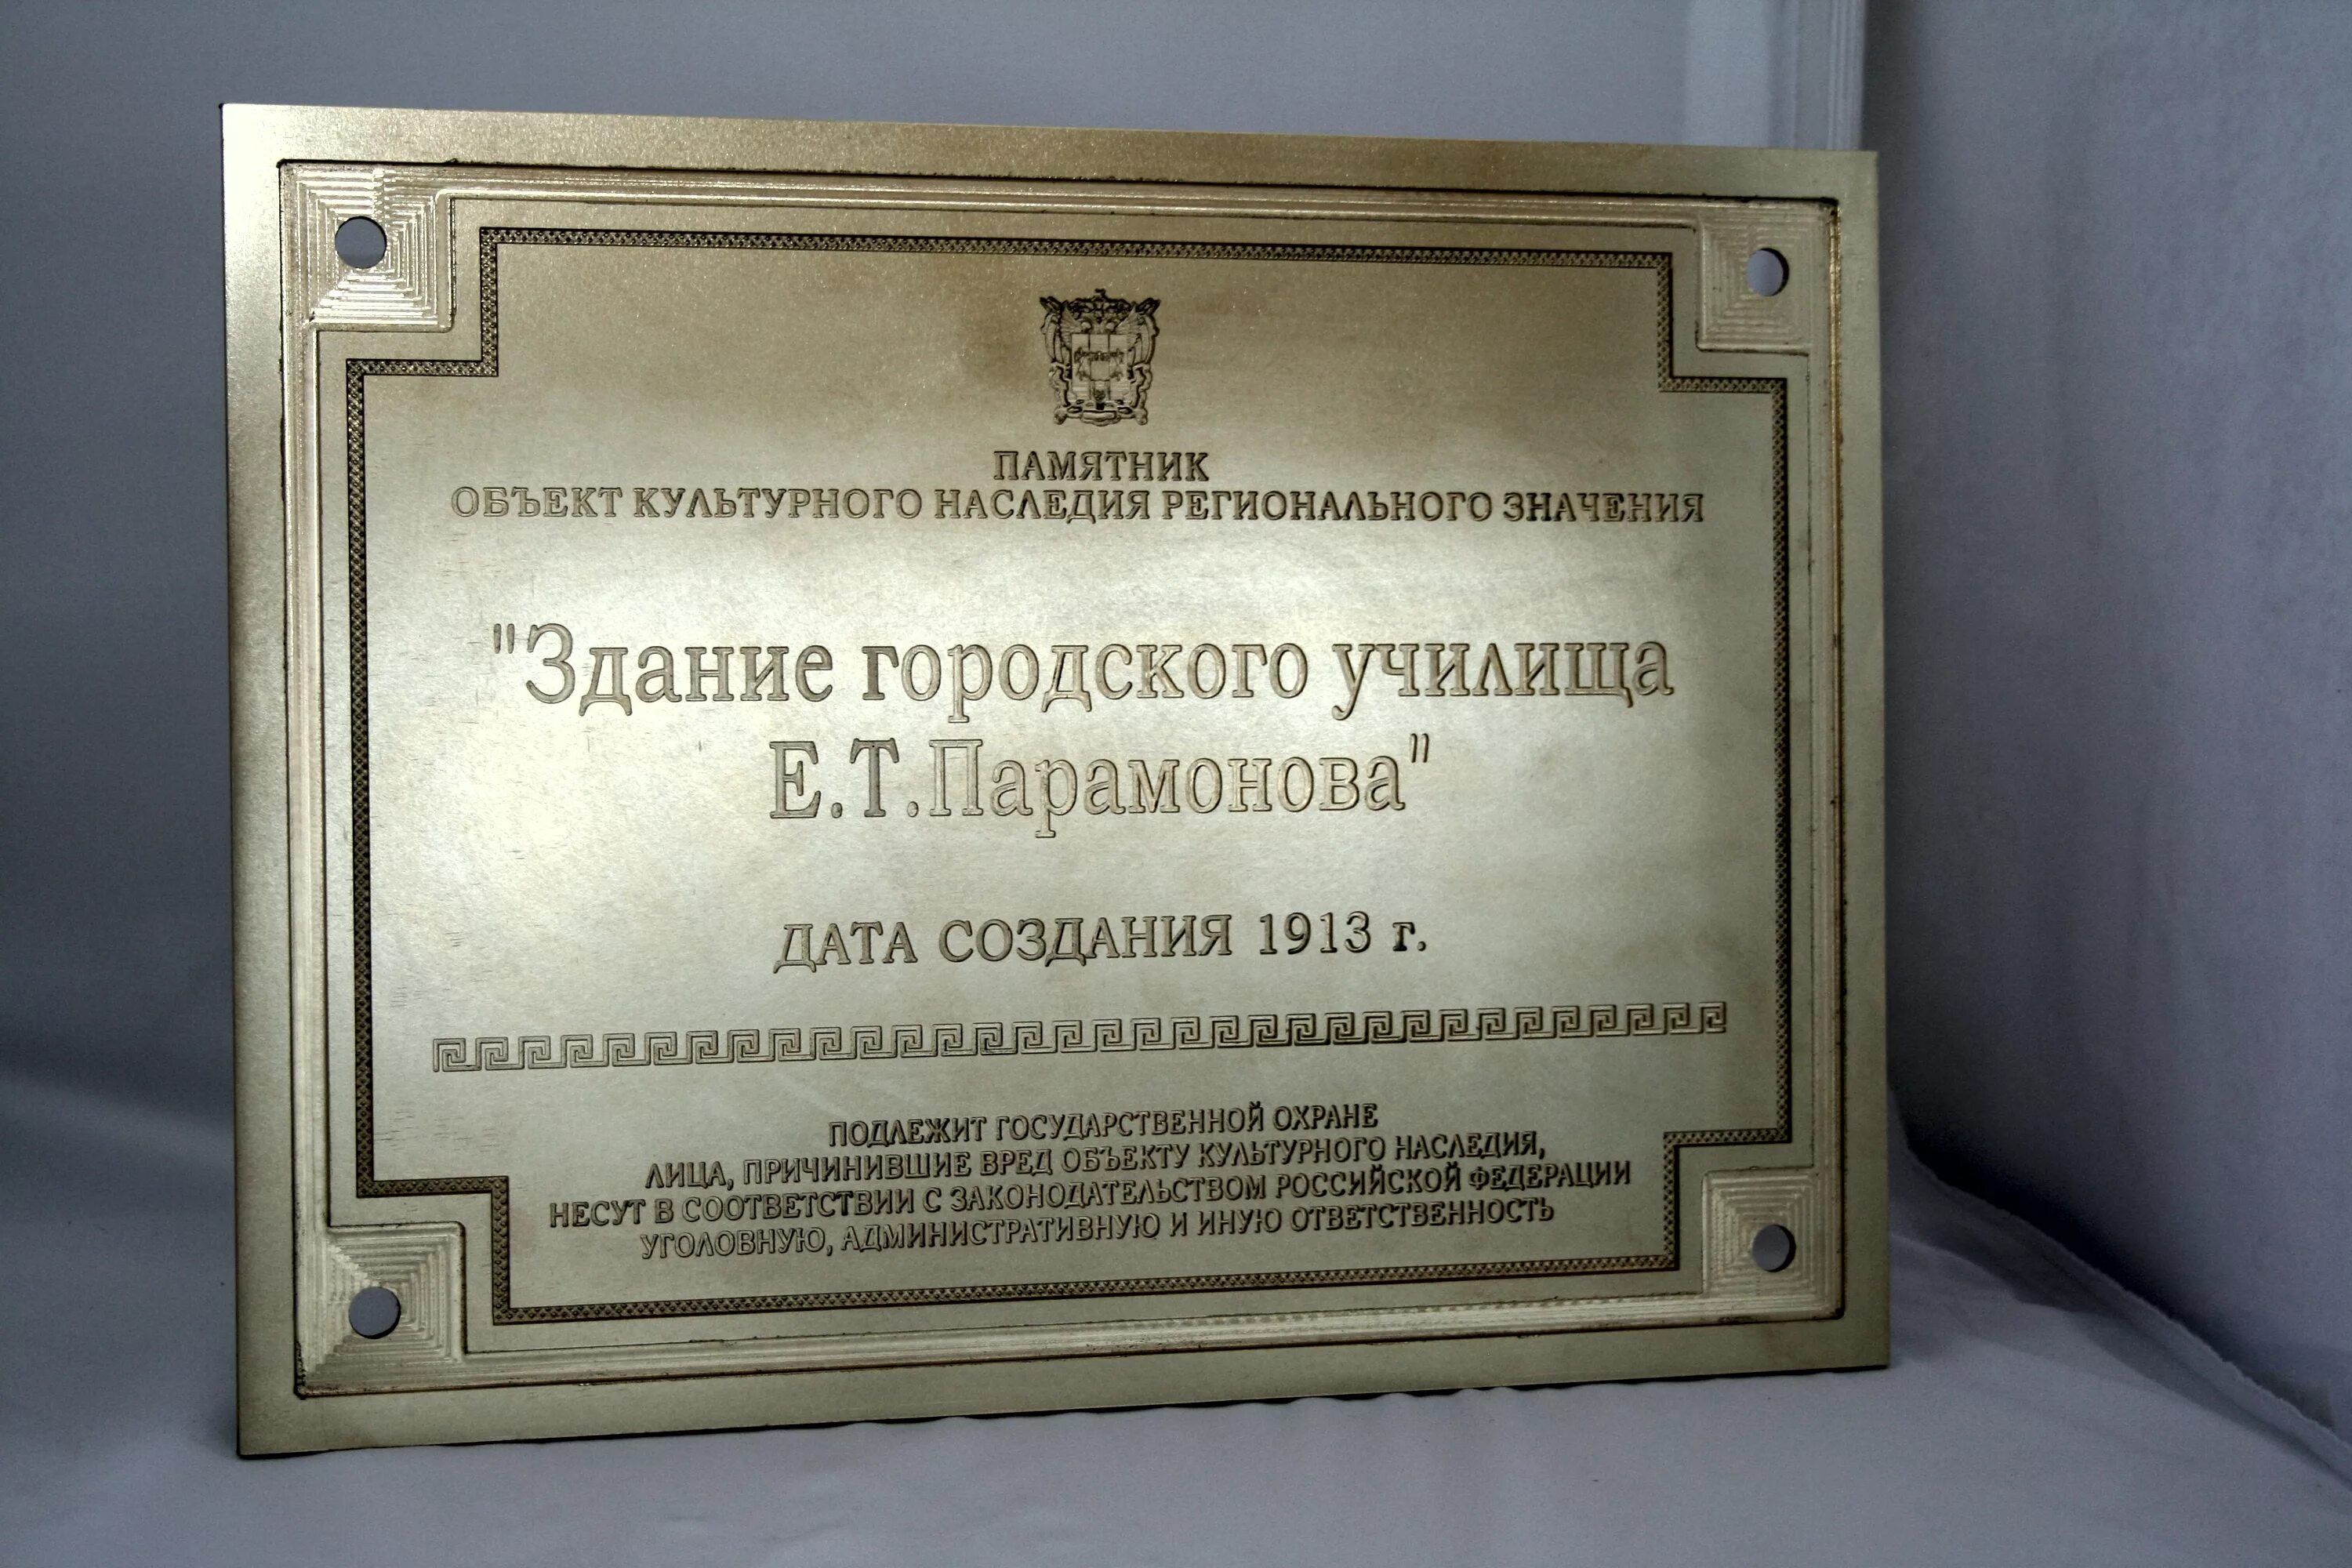 ПАМЯТНИК
ОБЪЕКТ КУЛЬТУРНОГО НАСЛЕДИЯ РЕГИОНАЛЬНОГО ЗНАЧЕНИЯ
"Здание городского училища
Е.Т.Парамонова"
ДАТА СОЗДАНИЯ 1913 г.
ПОДЛЕЖИТ ГОСУДАРСТВЕННОЙ ОХРАНЕ
ЛИЦА, ПРИЧИНИВШИЕ ВРЕД ОБЪЕКТУ КУЛЬТУРНОГО НАСЛЕДИЯ,
НЕСУТ В СООТВЕТСТВИИ С ЗАКОНОДАТЕЛЬСТВОМ РОССИЙСКОЙ ФЕДЕРАЦИИ
УГОЛОВНУЮ, АДМИНИСТРАТИВНУЮ И ИНУЮ ОТВЕТСТВЕННОСТЬ